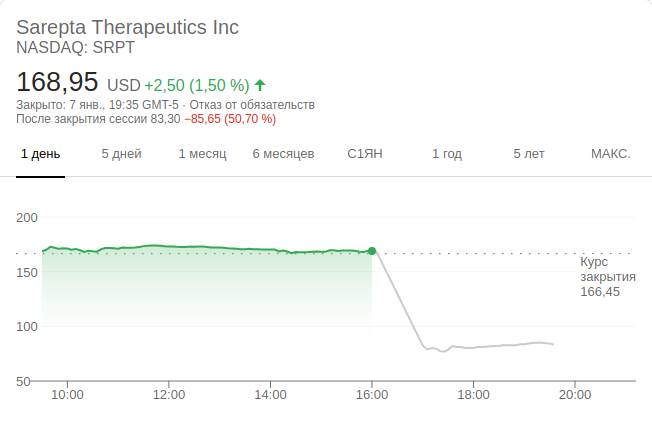 Sarepta Therapeutics Inc
NASDAQ: SRPT
168,95 USD +2,50 (1,50 %) ↑
Закрыто: 7 янв., 19:35 GMT-5 · Отказ от обязательств
После закрытия сессии 83,30 −85,65 (50,70 %)
1 день 5 дней 1 месяц 6 месяцев С1ЯН 1 год 5 лет МАКС.
200
150
100
50
Курс
закрытия
166,45
10:00 12:00 14:00 16:00 18:00 20:00